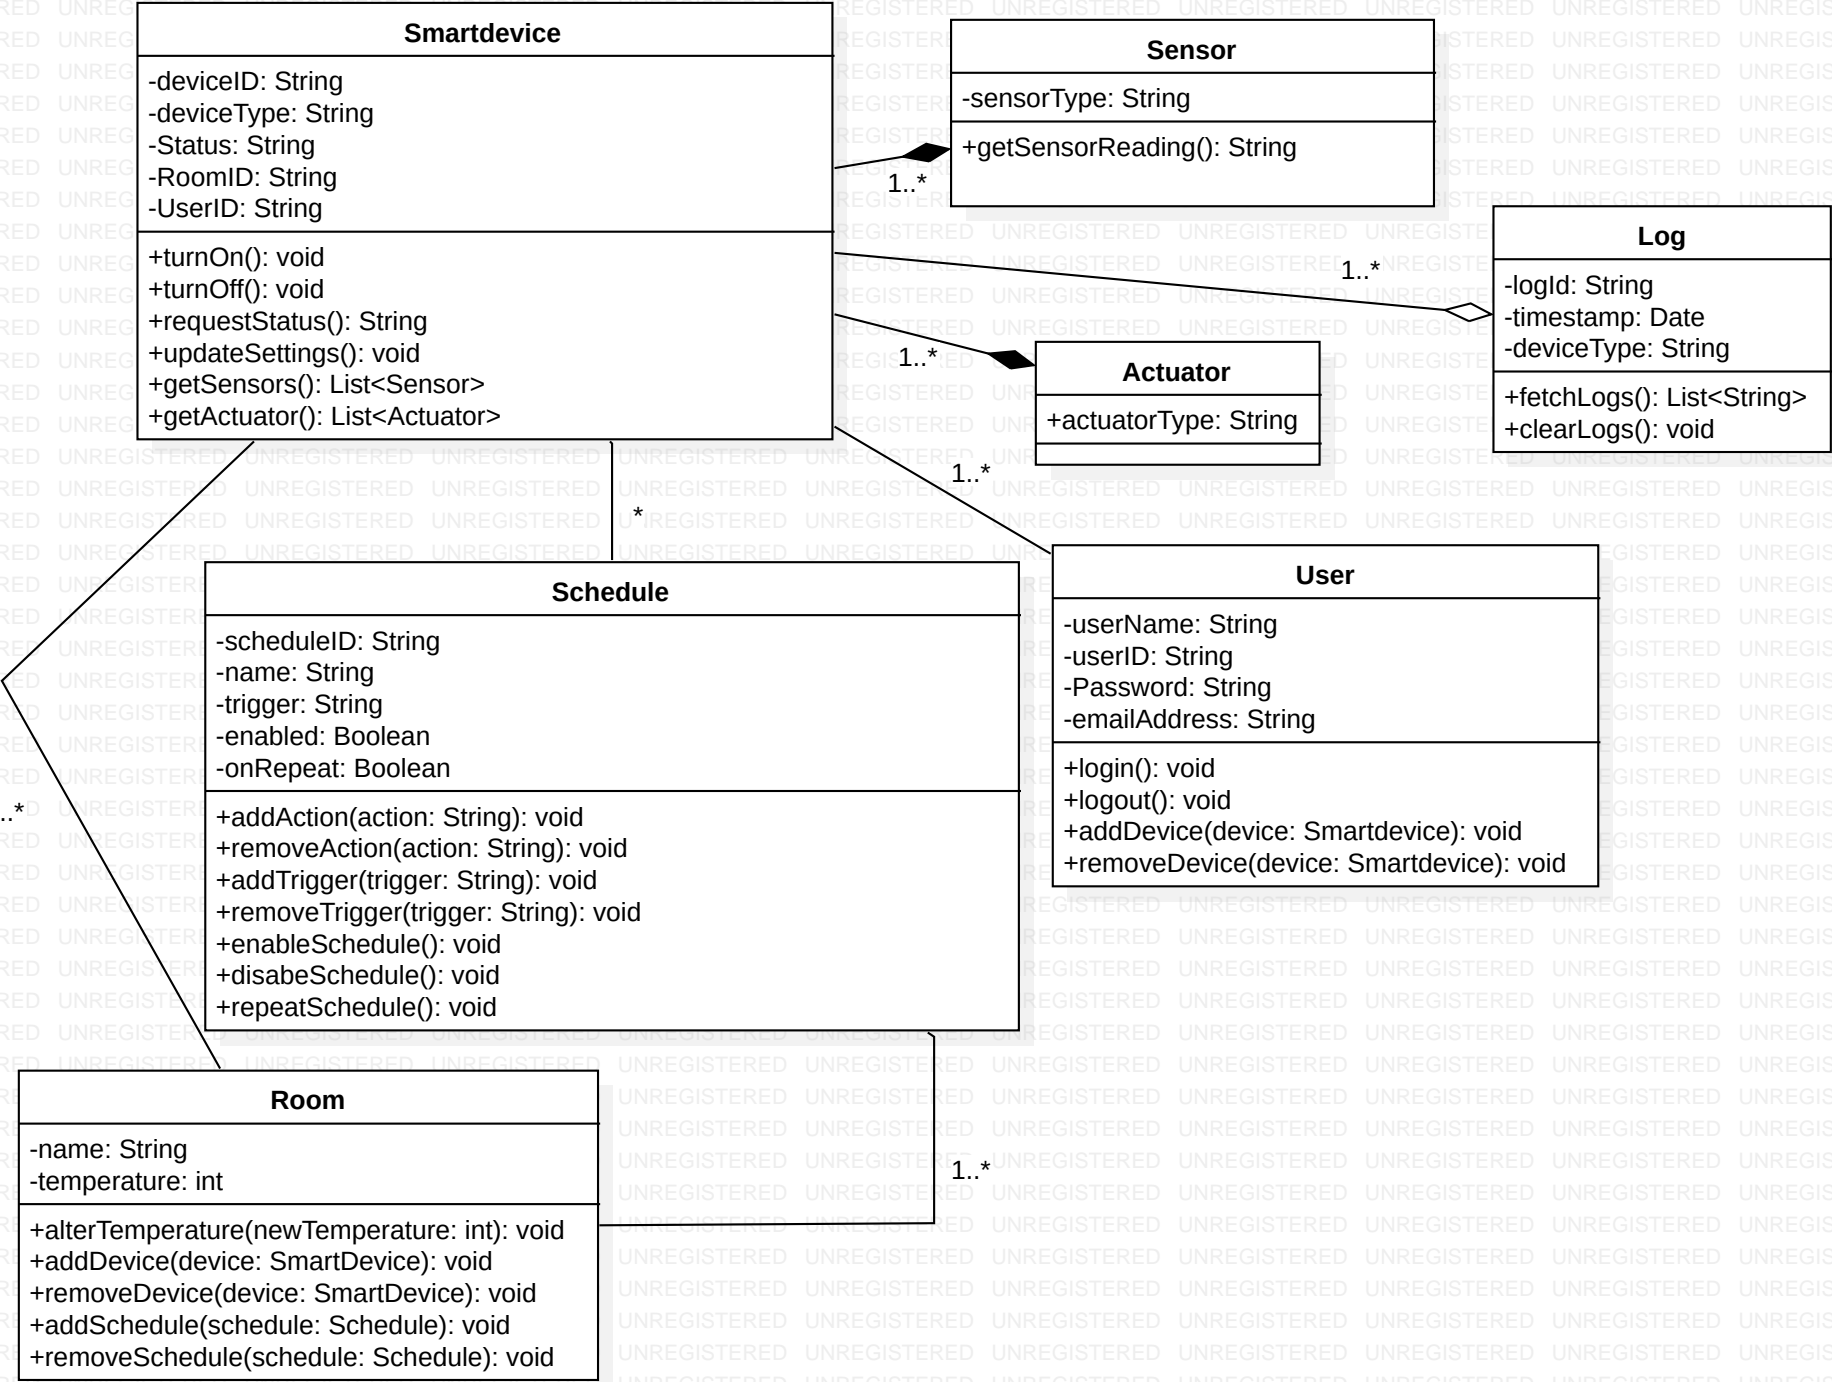 Smartdevice
-deviceID: String
-deviceType: String
-Status: String
-RoomID: String
-UserID: String
+turnOn(): void
+turnOff(): void
+requestStatus(): String
+updateSettings(): void
+getSensors(): List<Sensor>
+getActuator(): List<Actuator>
Sensor
-sensorType: String
+getSensorReading(): String
1..*
Log
-logId: String
-timestamp: Date
-deviceType: String
+fetchLogs(): List<String>
+clearLogs(): void
1..*
Actuator
+actuatorType: String
1..*
1..*
*
Schedule
-scheduleID: String
-name: String
-trigger: String
-enabled: Boolean
-onRepeat: Boolean
+addAction(action: String): void
+removeAction(action: String): void
+addTrigger(trigger: String): void
+removeTrigger(trigger: String): void
+enableSchedule(): void
+disabeSchedule(): void
+repeatSchedule(): void
User
-userName: String
-userID: String
-Password: String
-emailAddress: String
+login(): void
+logout(): void
+addDevice(device: Smartdevice): void
+removeDevice(device: Smartdevice): void
..*
Room
-name: String
-temperature: int
+alterTemperature(newTemperature: int): void
+addDevice(device: SmartDevice): void
+removeDevice(device: SmartDevice): void
+addSchedule(schedule: Schedule): void
+removeSchedule(schedule: Schedule): void
1..*
UNREGISTERED